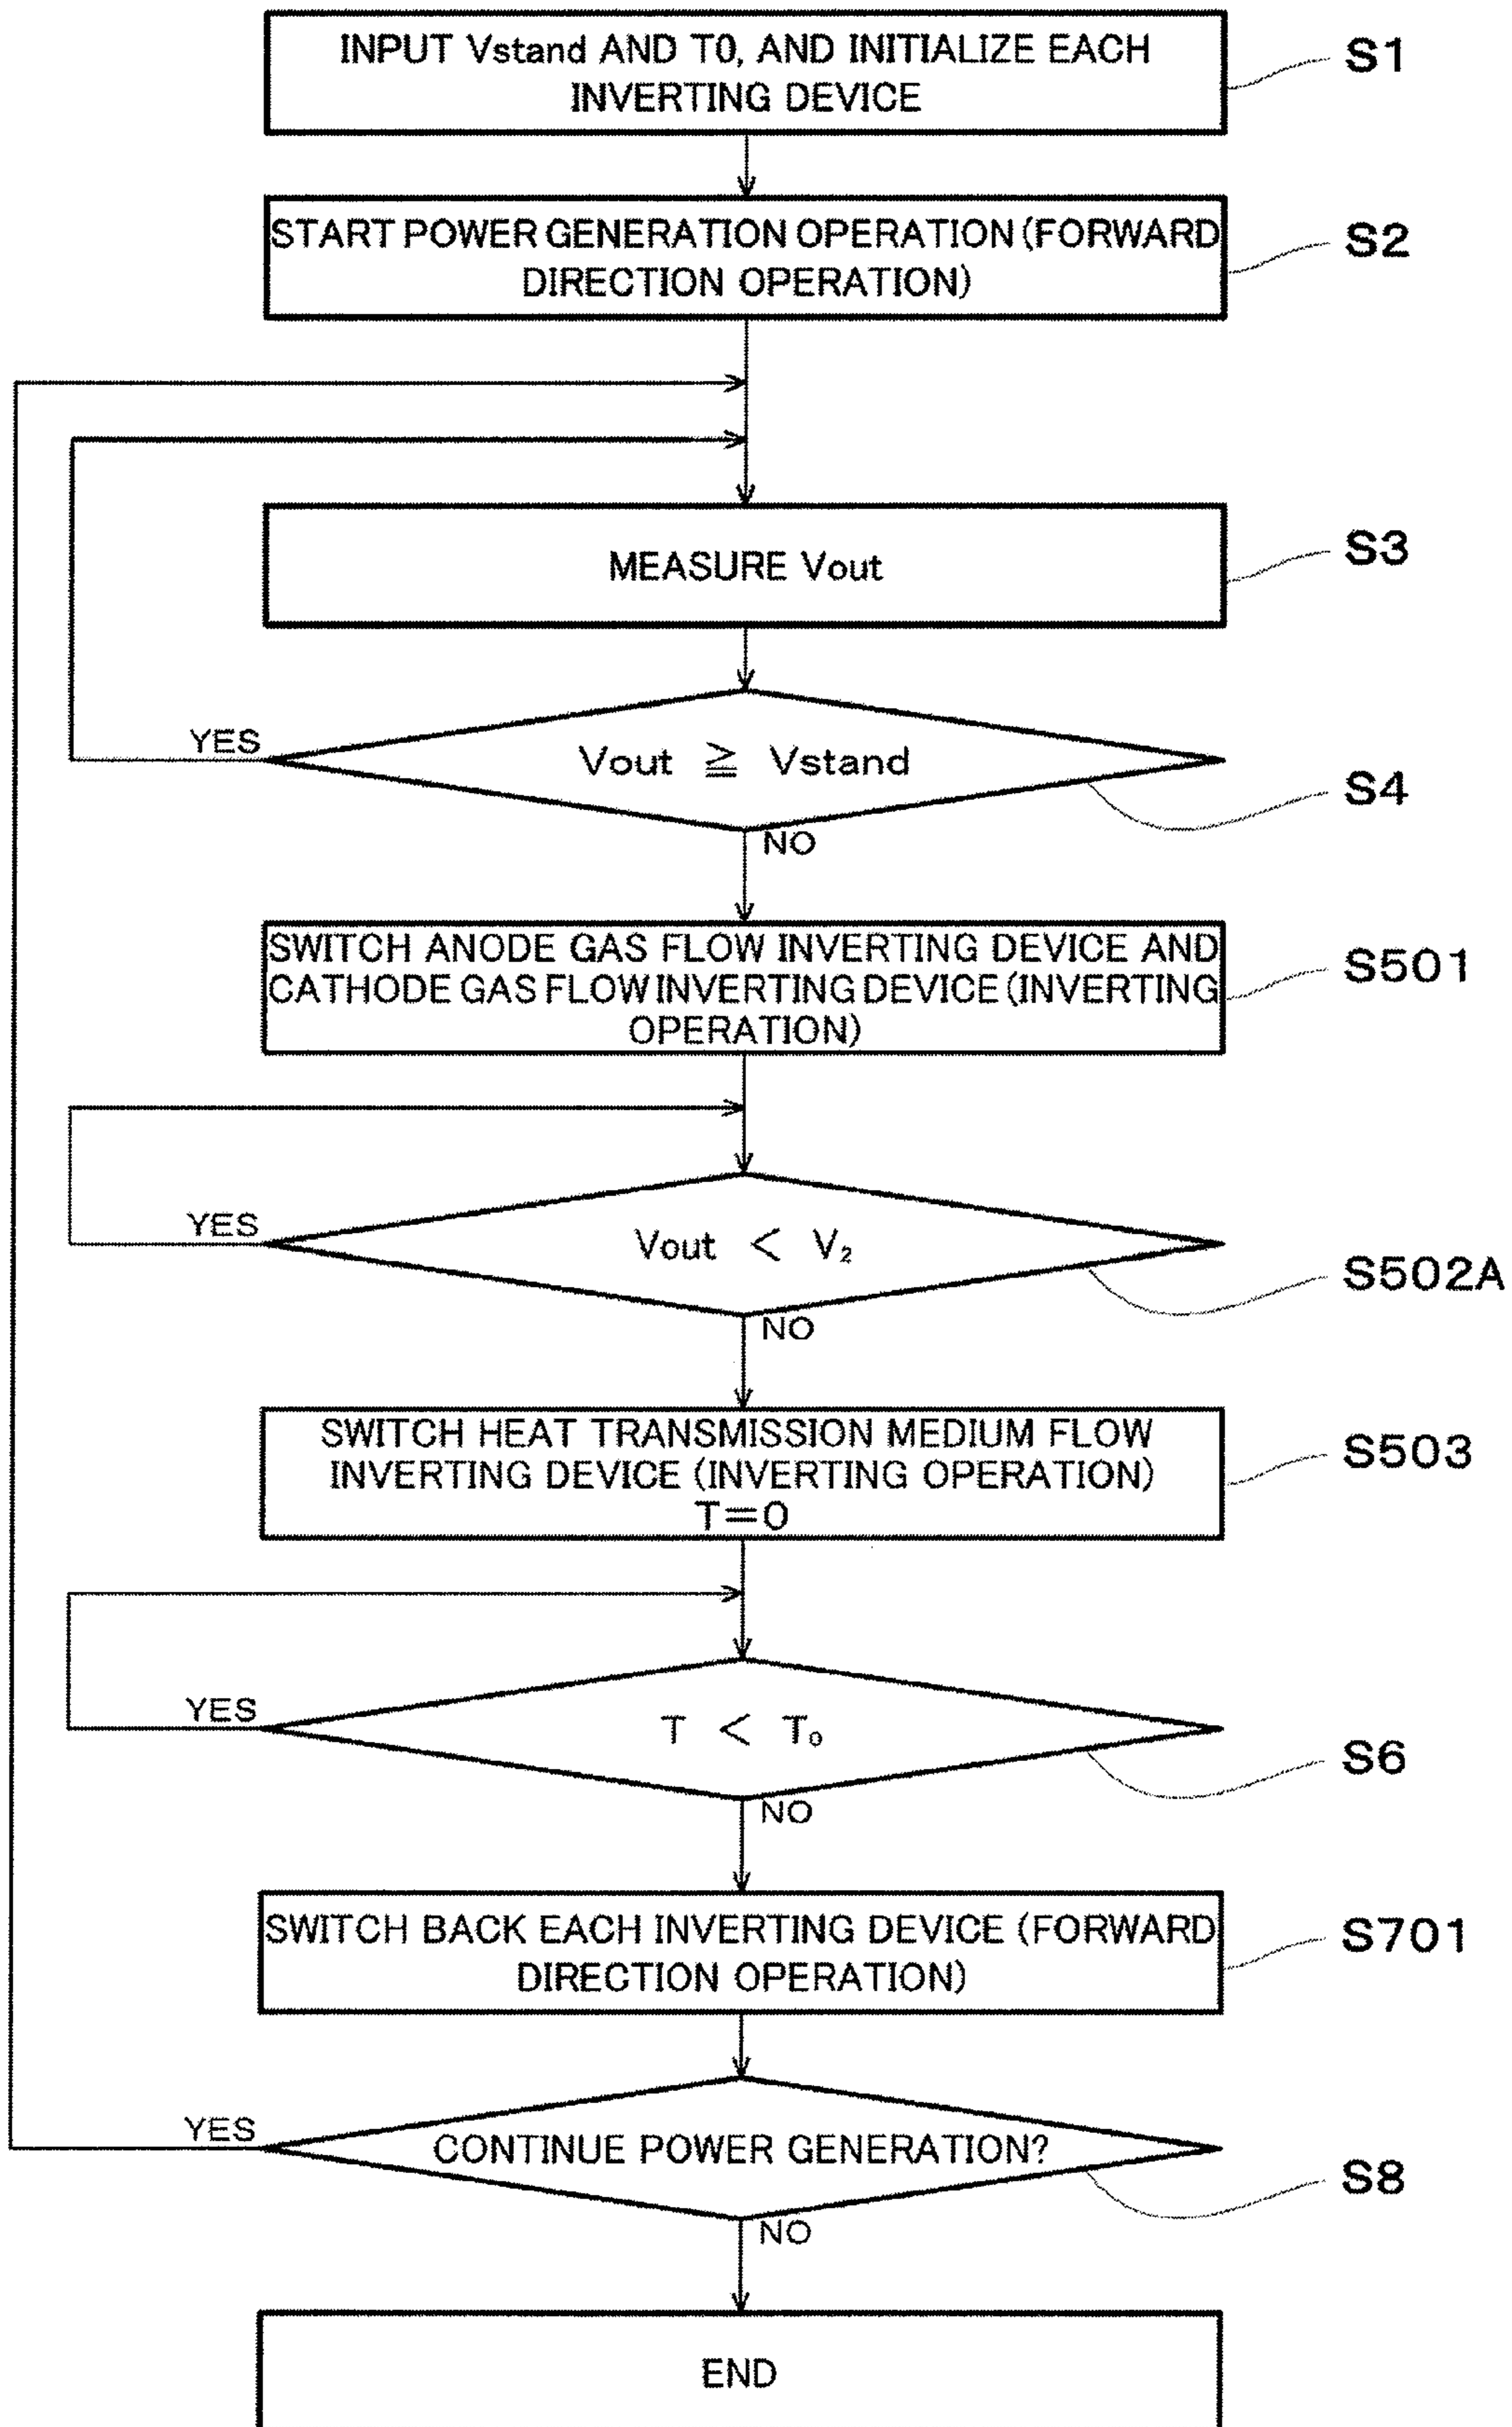 INPUT Vstand AND T0, AND INITIALIZE EACH
INVERTING DEVICE
S1
START POWER GENERATION OPERATION (FORWARD
DIRECTION OPERATION)
S2
MEASURE Vout
S3
YES
Vout ≧ Vstand
S4
NO
SWITCH ANODE GAS FLOW INVERTING DEVICE AND
CATHODE GAS FLOW INVERTING DEVICE (INVERTING
OPERATION)
S501
YES
Vout < V₂
S502A
NO
SWITCH HEAT TRANSMISSION MEDIUM FLOW
INVERTING DEVICE (INVERTING OPERATION)
T=0
S503
YES
T < T₀
S6
NO
SWITCH BACK EACH INVERTING DEVICE (FORWARD
DIRECTION OPERATION)
S701
YES
CONTINUE POWER GENERATION?
S8
NO
END